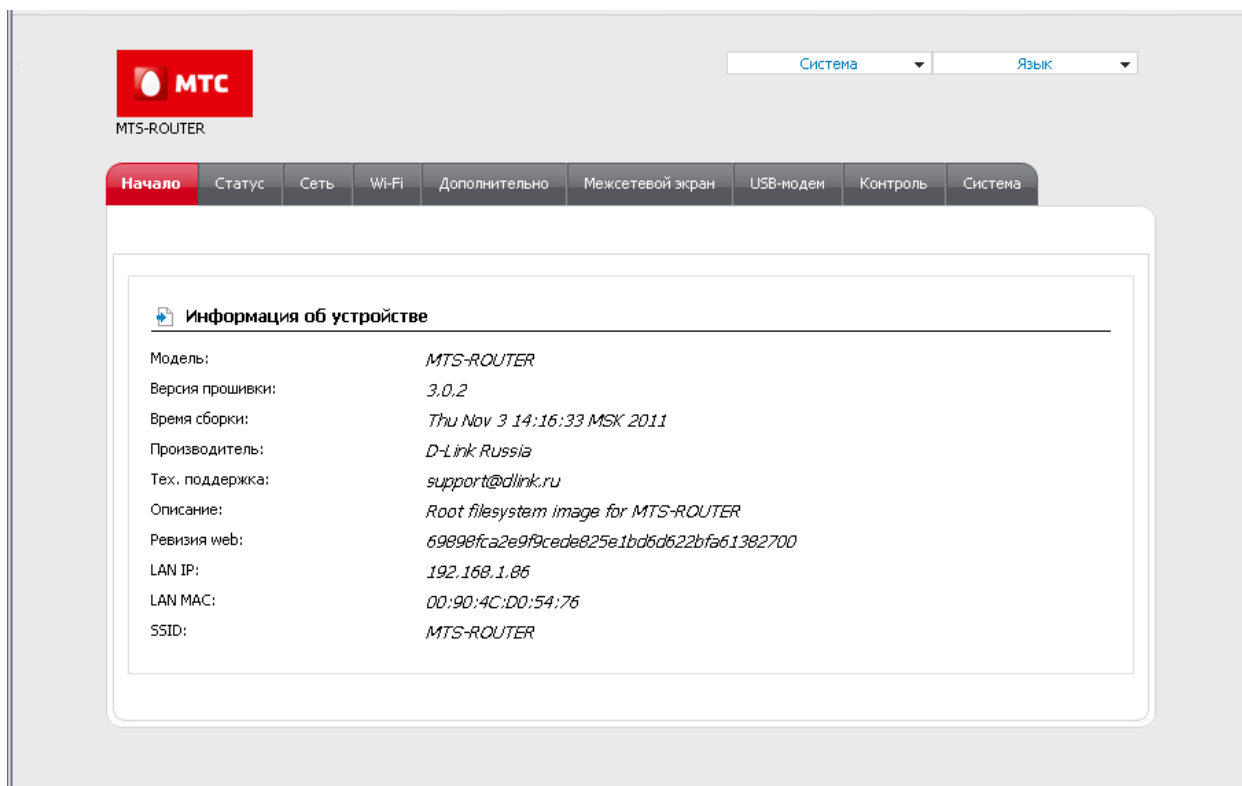 МТС
Система Язык
MTS-ROUTER
Начало Статус Сеть Wi-Fi Дополнительно Межсетевой экран USB-модем Контроль Система
Информация об устройстве
Модель: MTS-ROUTER
Версия прошивки: 3.0.2
Время сборки: Thu Nov 3 14:16:33 MSK 2011
Производитель: D-Link Russia
Тех. поддержка: support@dlink.ru
Описание: Root filesystem image for MTS-ROUTER
Ревизия web: 69898fca2e9f9cede825e1bd6d622bfa61382700
LAN IP: 192.168.1.86
LAN MAC: 00:90:4C:D0:54:76
SSID: MTS-ROUTER